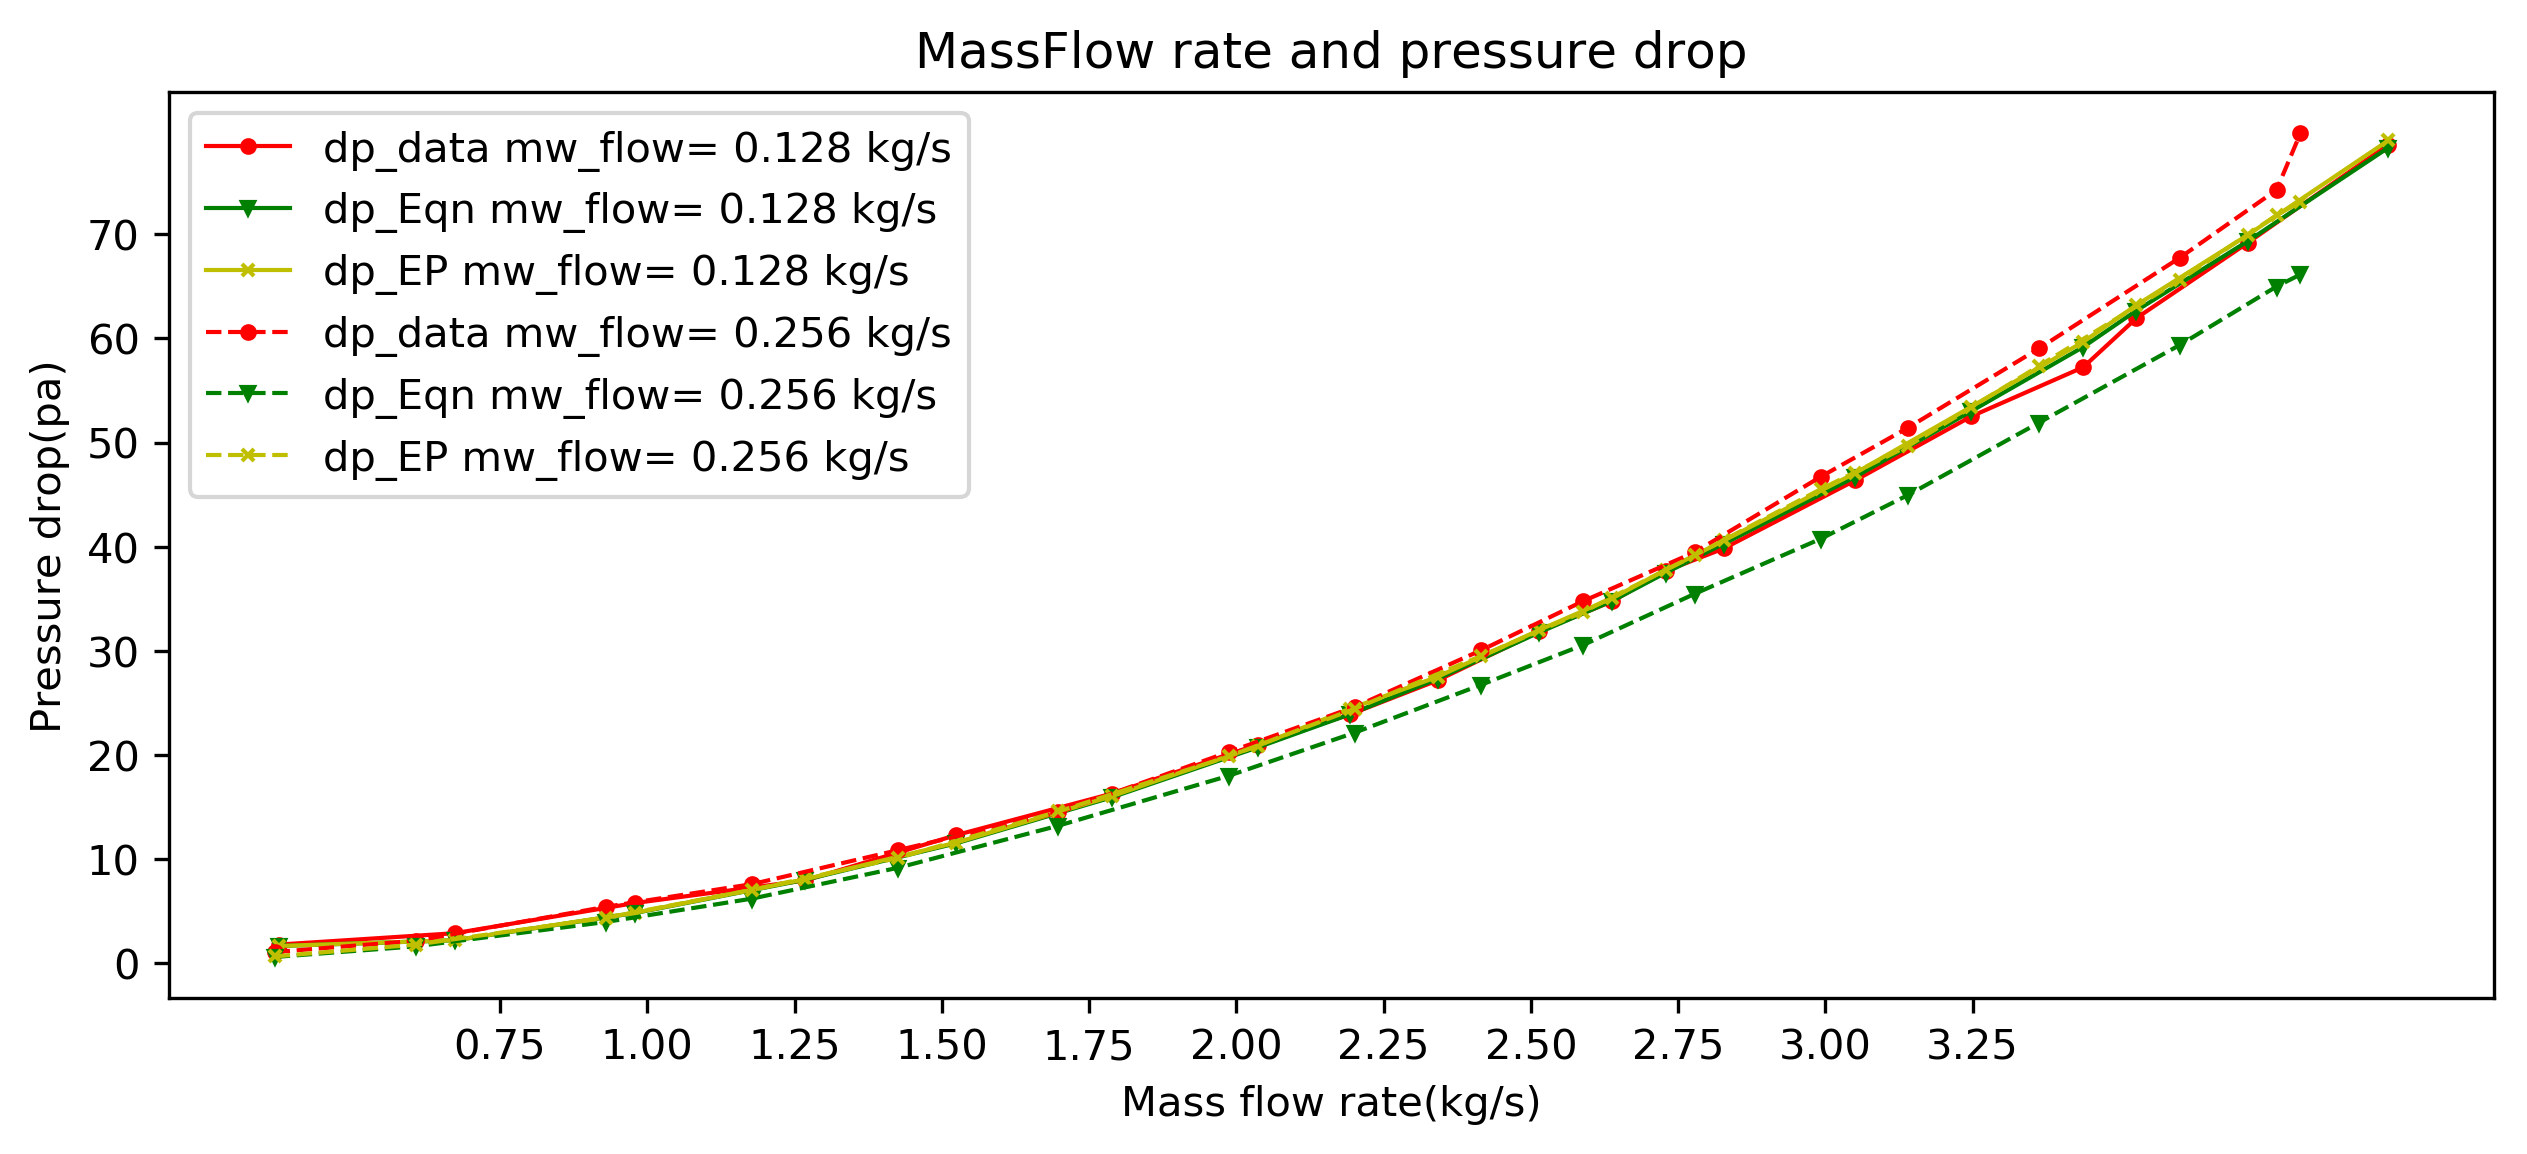 MassFlow rate and pressure drop
dp_data mw_flow= 0.128 kg/s
dp_Eqn mw_flow= 0.128 kg/s
dp_EP mw_flow= 0.128 kg/s
dp_data mw_flow= 0.256 kg/s
dp_Eqn mw_flow= 0.256 kg/s
dp_EP mw_flow= 0.256 kg/s
Pressure drop(pa)
70
60
50
40
30
20
10
0
0.75 1.00 1.25 1.50 1.75 2.00 2.25 2.50 2.75 3.00 3.25
Mass flow rate(kg/s)